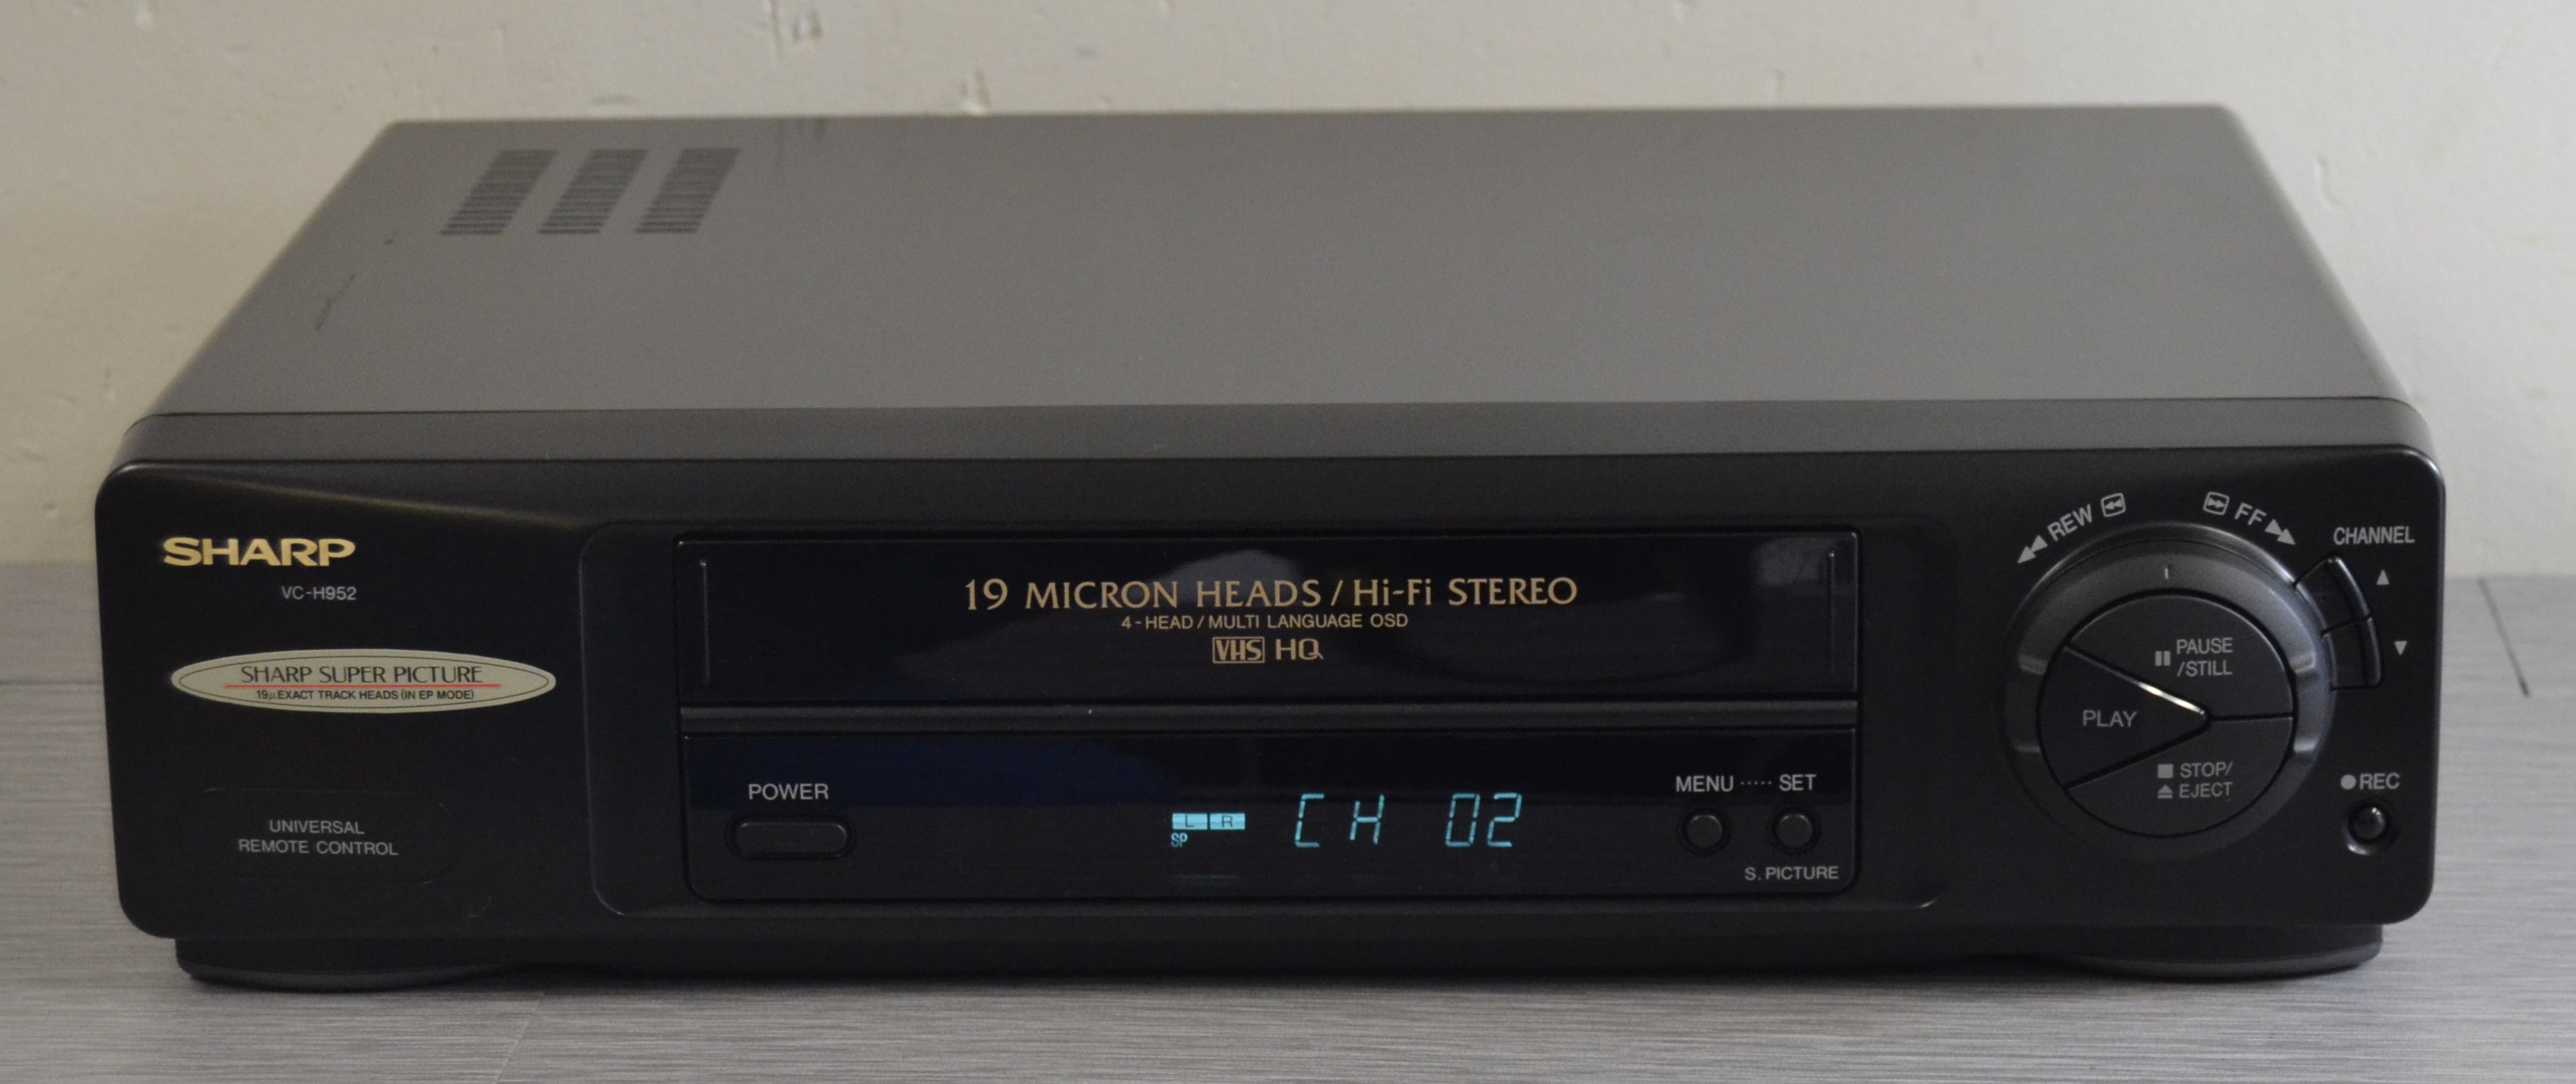 SHARP
VC-H952
SHARP SUPER PICTURE
19μ EXACT TRACK HEADS (IN EP MODE)
UNIVERSAL
REMOTE CONTROL
19 MICRON HEADS / Hi-Fi STEREO
4-HEAD / MULTI LANGUAGE OSD
VHS HQ
POWER
L R
SP
CH 02
MENU ····· SET
S. PICTURE
◀◀ REW
FF ▶▶
CHANNEL
▲
▼
PAUSE
/STILL
PLAY
■ STOP/
▲ EJECT
● REC